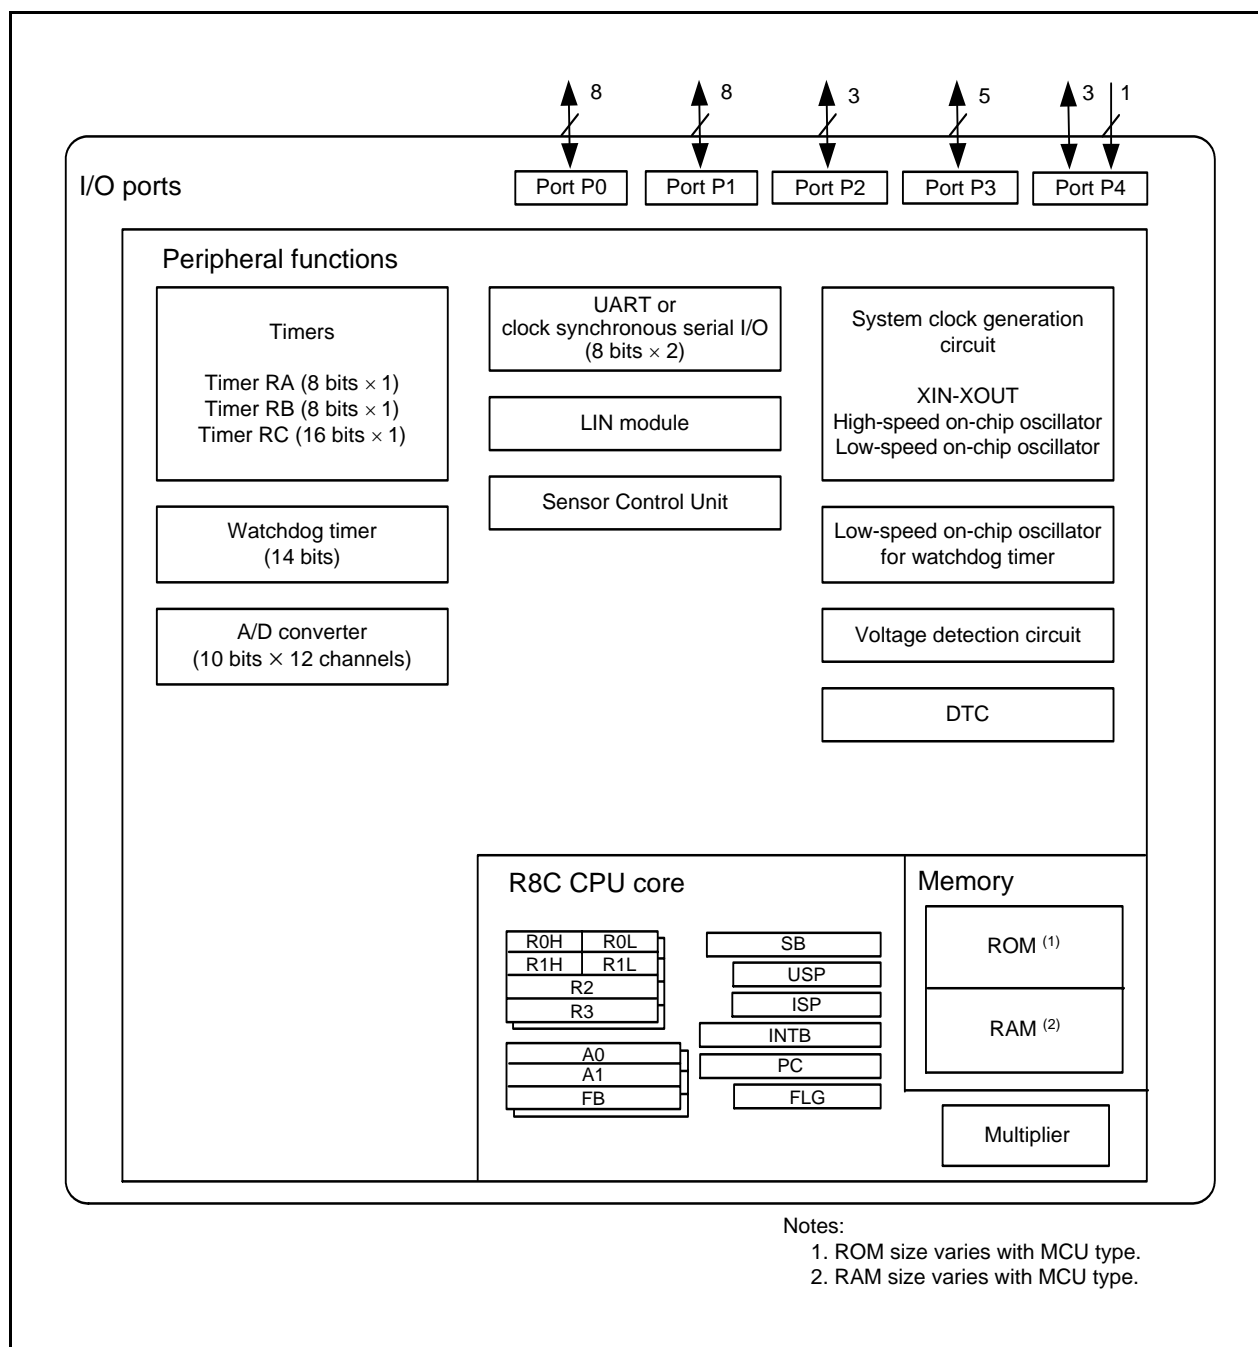 8 8 3 5 3 1
I/O ports
Port P0 Port P1 Port P2 Port P3 Port P4
Peripheral functions
Timers
Timer RA (8 bits × 1)
Timer RB (8 bits × 1)
Timer RC (16 bits × 1)
Watchdog timer
(14 bits)
A/D converter
(10 bits × 12 channels)
UART or
clock synchronous serial I/O
(8 bits × 2)
LIN module
Sensor Control Unit
System clock generation
circuit
XIN-XOUT
High-speed on-chip oscillator
Low-speed on-chip oscillator
Low-speed on-chip oscillator
for watchdog timer
Voltage detection circuit
DTC
R8C CPU core
R0H R0L
R1H R1L
R2
R3
A0
A1
FB
SB
USP
ISP
INTB
PC
FLG
Memory
ROM (1)
RAM (2)
Multiplier
Notes:
1. ROM size varies with MCU type.
2. RAM size varies with MCU type.